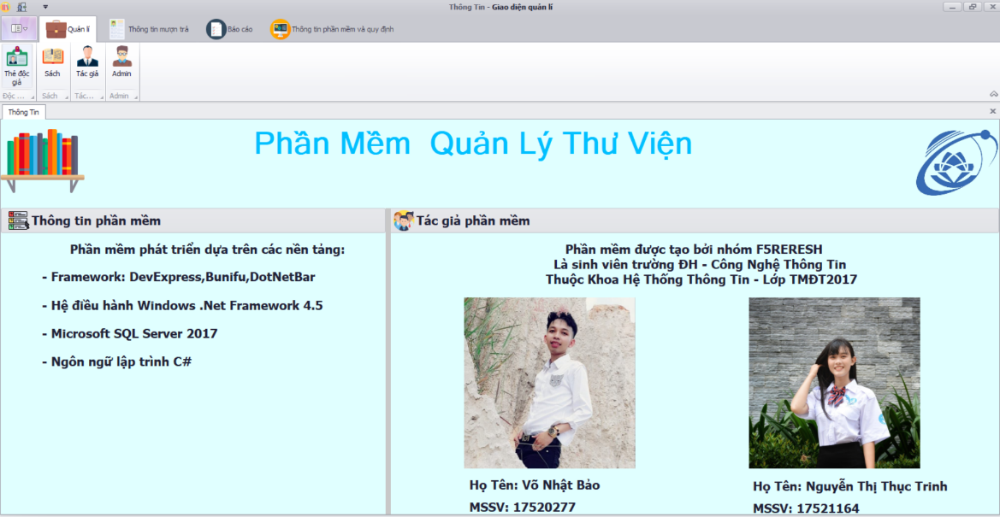 Thông Tin - Giao diện quản lí
Quản lí
Thông tin mượn trả
Báo cáo
Thông tin phần mềm và quy định
Thẻ độc giả
Sách
Tác giả
Admin
Độc ...
Sách
Tác...
Admin
Thông Tin
Phần Mềm Quản Lý Thư Viện
Thông tin phần mềm
Tác giả phần mềm
Phần mềm phát triển dựa trên các nền tảng:
- Framework: DevExpress,Bunifu,DotNetBar
- Hệ điều hành Windows .Net Framework 4.5
- Microsoft SQL Server 2017
- Ngôn ngữ lập trình C#
Phần mềm được tạo bởi nhóm F5RERESH
Là sinh viên trường ĐH - Công Nghệ Thông Tin
Thuộc Khoa Hệ Thống Thông Tin - Lớp TMĐT2017
Họ Tên: Võ Nhật Bảo
MSSV: 17520277
Họ Tên: Nguyễn Thị Thục Trinh
MSSV: 17521164